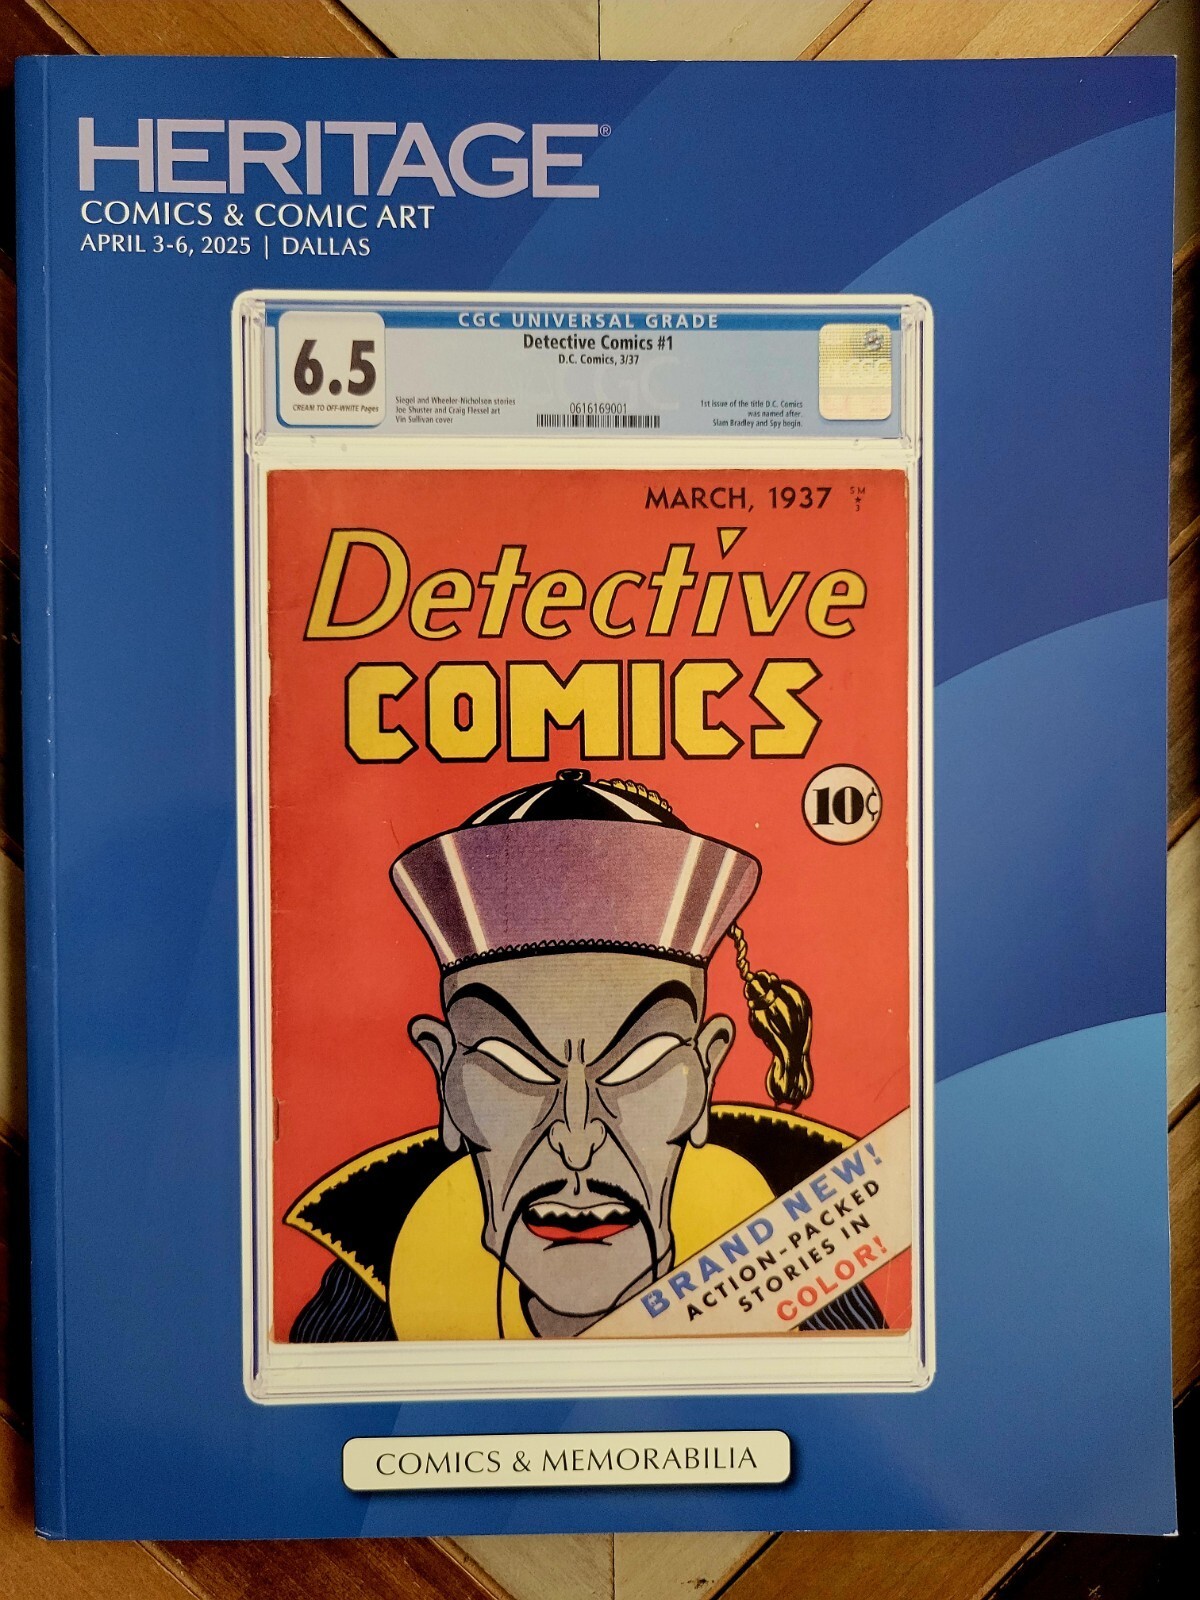 HERITAGE®
COMICS & COMIC ART
APRIL 3-6, 2025 | DALLAS
CGC UNIVERSAL GRADE
6.5
CREAM TO OFF-WHITE Pages
Detective Comics #1
D.C. Comics, 3/37
Siegel and Wheeler-Nicholson stories
Joe Shuster and Craig Flessel art
Vin Sullivan cover
0616169001
1st issue of the title D.C. Comics
was named after.
Slam Bradley and Spy begin.
MARCH, 1937
SM
3
Detective
COMICS
10¢
BRAND NEW!
ACTION-PACKED
STORIES IN
COLOR!
COMICS & MEMORABILIA